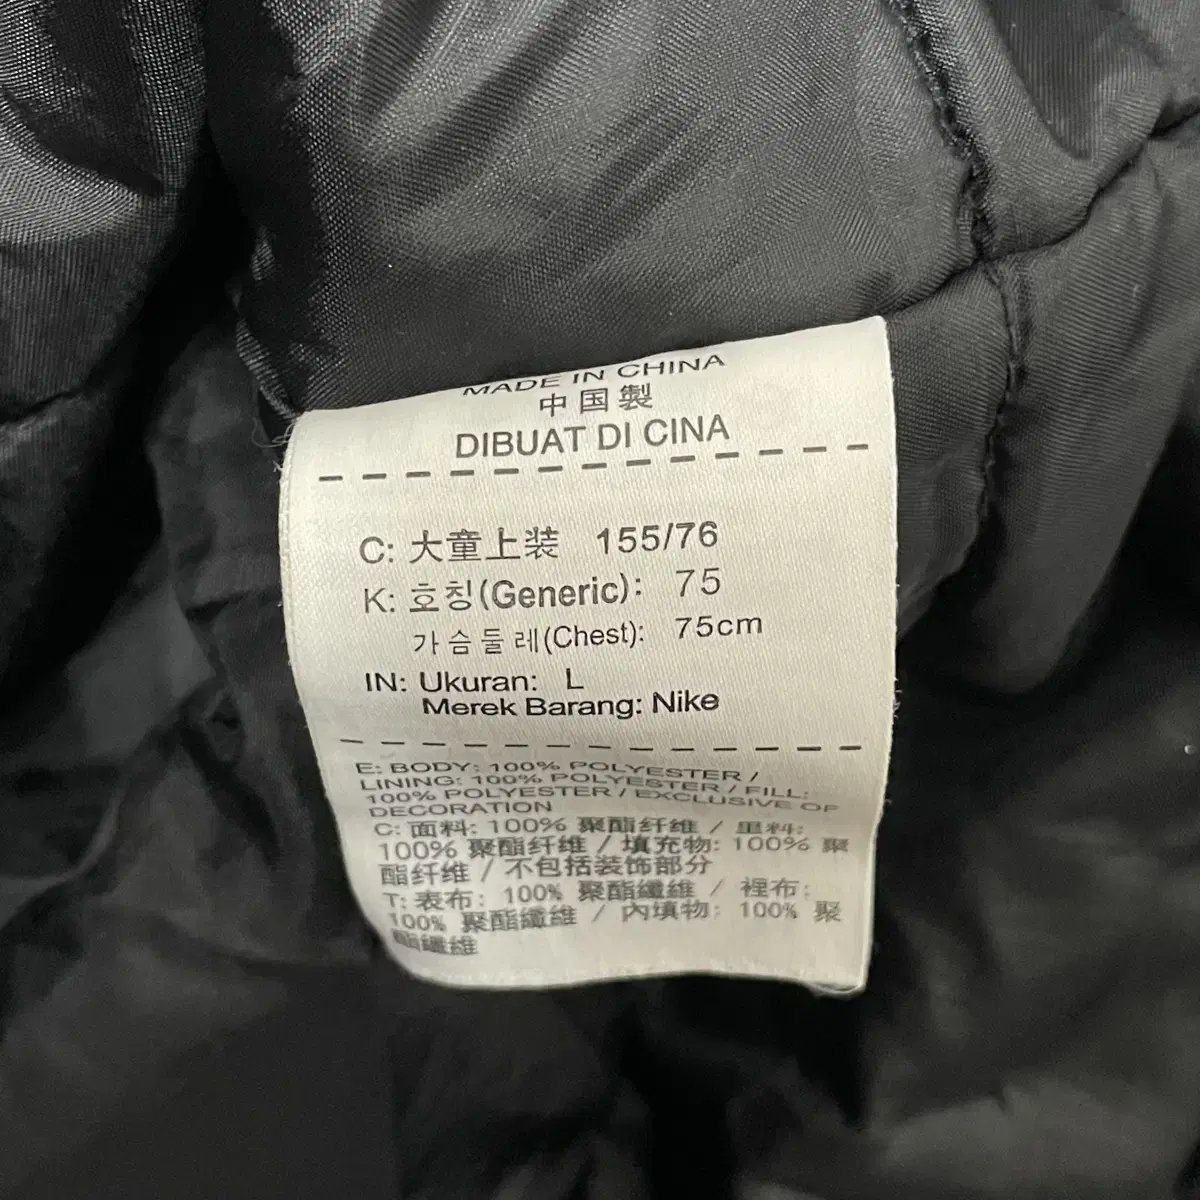 MADE IN CHINA
中国製
DIBUAT DI CINA
C: 大童上装 155/76
K: 호칭(Generic): 75
가슴둘레(Chest): 75cm
IN: Ukuran: L
Merek Barang: Nike
E: BODY: 100% POLYESTER /
LINING: 100% POLYESTER / FILL:
100% POLYESTER / EXCLUSIVE OF
DECORATION
C: 面料: 100% 聚酯纤维 / 里料:
100% 聚酯纤维 / 填充物: 100% 聚
酯纤维 / 不包括装饰部分
T: 表布: 100% 聚酯纖維 / 裡布:
100% 聚酯纖維 / 內填物: 100% 聚
酯纖維